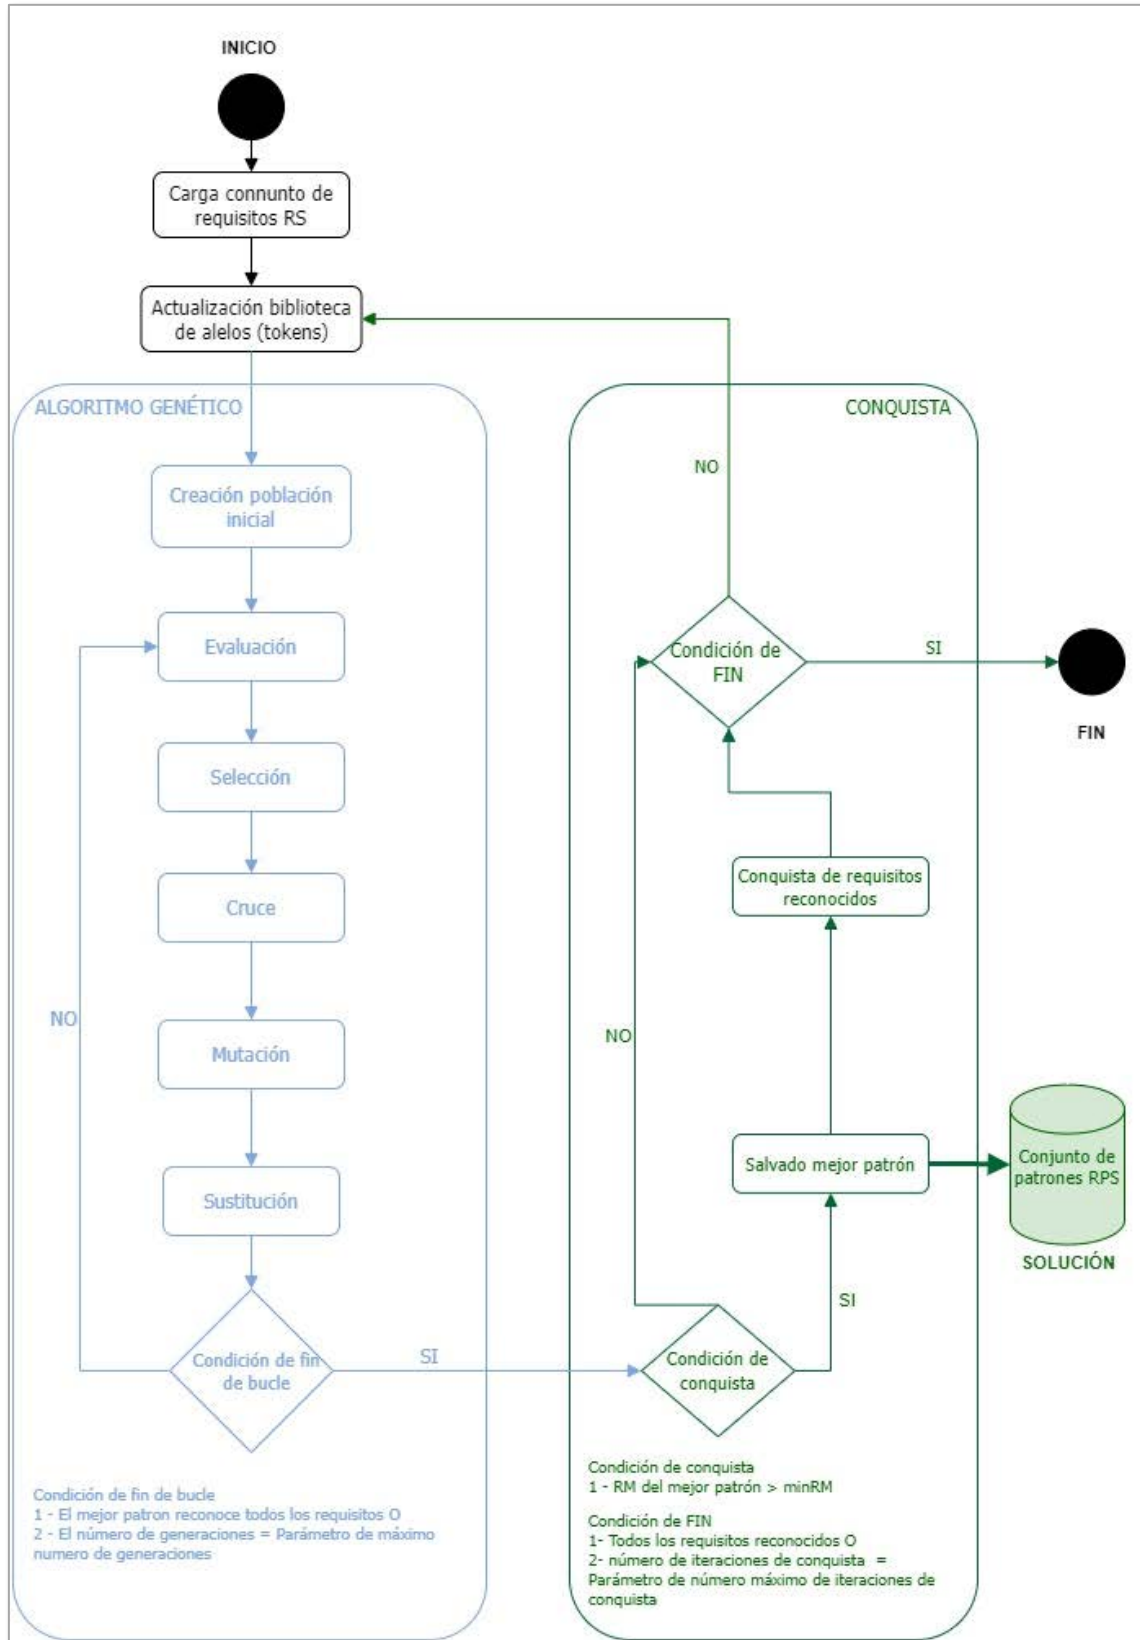 INICIO
Carga connunto de
requisitos RS
Actualización biblioteca
de alelos (tokens)
ALGORITMO GENÉTICO
Creación población
inicial
Evaluación
Selección
Cruce
NO
Mutación
Sustitución
Condición de fin
de bucle
SI
Condición de fin de bucle
1 - El mejor patron reconoce todos los requisitos O
2 - El número de generaciones = Parámetro de máximo
numero de generaciones
CONQUISTA
NO
Condición de
FIN
SI
FIN
Conquista de requisitos
reconocidos
NO
Salvado mejor patrón
Conjunto de
patrones RPS
SOLUCIÓN
SI
Condición de
conquista
Condición de conquista
1 - RM del mejor patrón > minRM
Condición de FIN
1- Todos los requisitos reconocidos O
2- número de iteraciones de conquista =
Parámetro de número máximo de iteraciones de
conquista